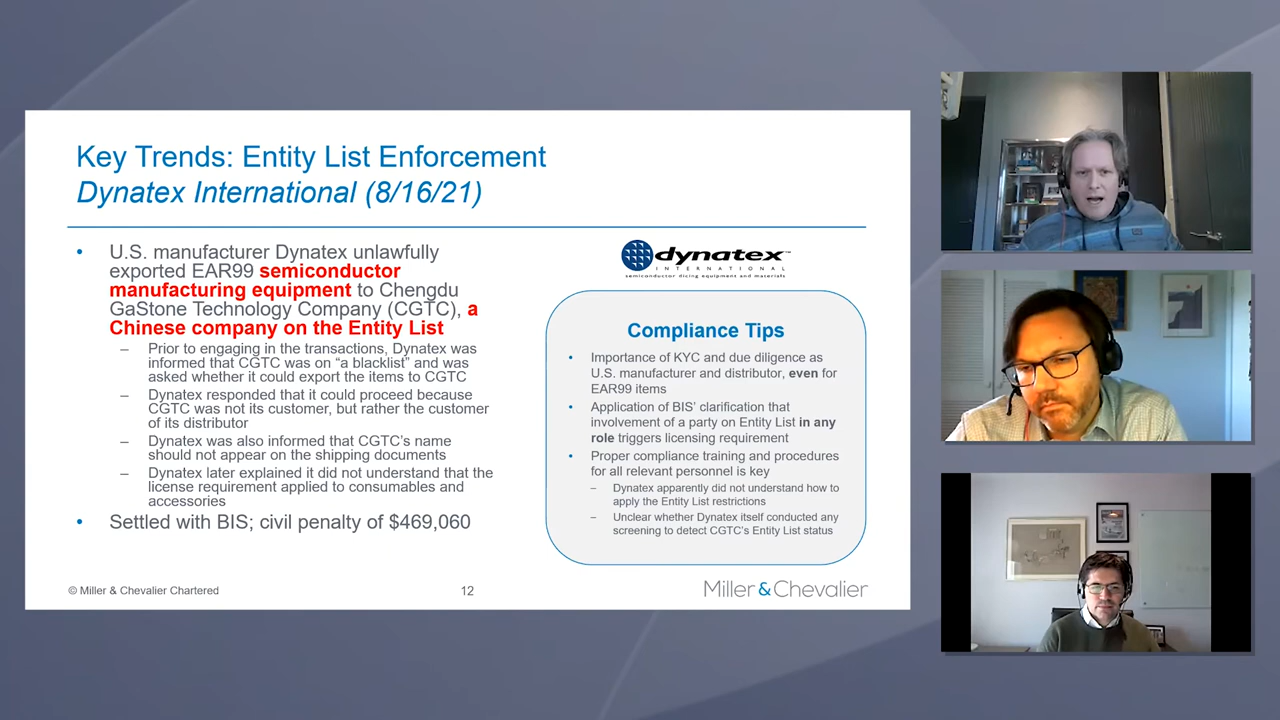 Key Trends: Entity List Enforcement
Dynatex International (8/16/21)
• U.S. manufacturer Dynatex unlawfully
exported EAR99 semiconductor
manufacturing equipment to Chengdu
GaStone Technology Company (CGTC), a
Chinese company on the Entity List
– Prior to engaging in the transactions, Dynatex was
informed that CGTC was on “a blacklist” and was
asked whether it could export the items to CGTC
– Dynatex responded that it could proceed because
CGTC was not its customer, but rather the customer
of its distributor
– Dynatex was also informed that CGTC’s name
should not appear on the shipping documents
– Dynatex later explained it did not understand that the
license requirement applied to consumables and
accessories
• Settled with BIS; civil penalty of $469,060
dynatex™
INTERNATIONAL
semiconductor dicing equipment and materials
Compliance Tips
• Importance of KYC and due diligence as
U.S. manufacturer and distributor, even for
EAR99 items
• Application of BIS’ clarification that
involvement of a party on Entity List in any
role triggers licensing requirement
• Proper compliance training and procedures
for all relevant personnel is key
– Dynatex apparently did not understand how to
apply the Entity List restrictions
– Unclear whether Dynatex itself conducted any
screening to detect CGTC’s Entity List status
© Miller & Chevalier Chartered
12
Miller&Chevalier